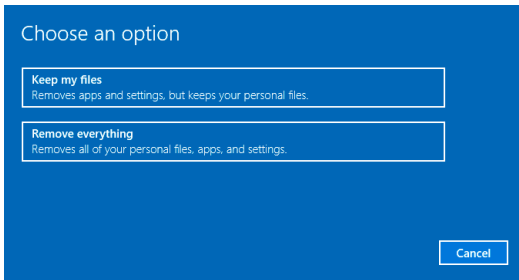 Choose an option
Keep my files
Removes apps and settings, but keeps your personal files.
Remove everything
Removes all of your personal files, apps, and settings.
Cancel